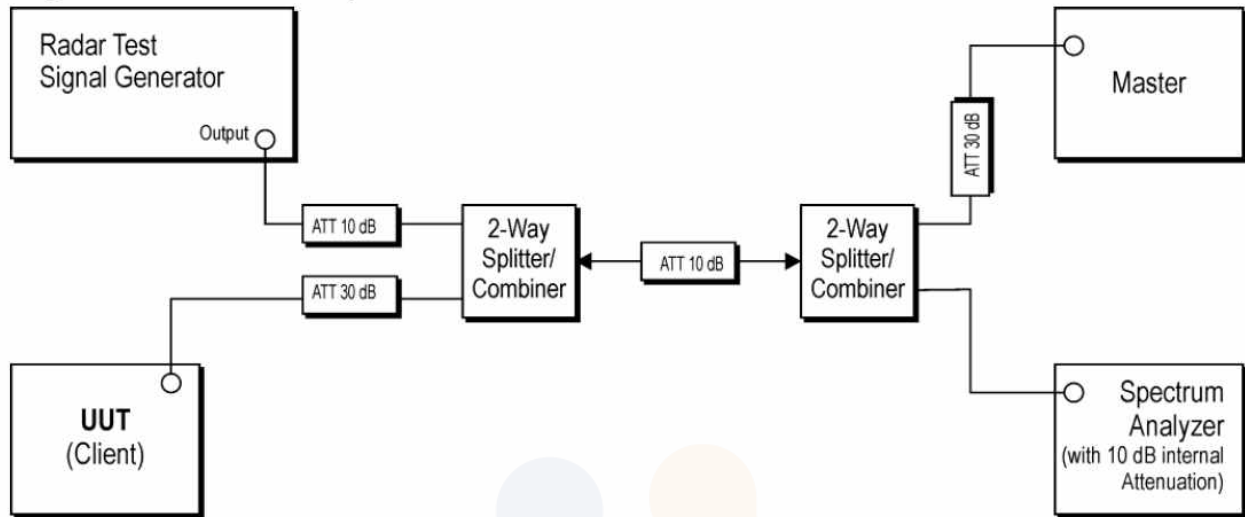 Radar Test
Signal Generator
Output
ATT 10 dB
ATT 30 dB
UUT
(Client)
2-Way
Splitter/
Combiner
ATT 10 dB
2-Way
Splitter/
Combiner
ATT 30 dB
Master
Spectrum
Analyzer
(with 10 dB internal
Attenuation)